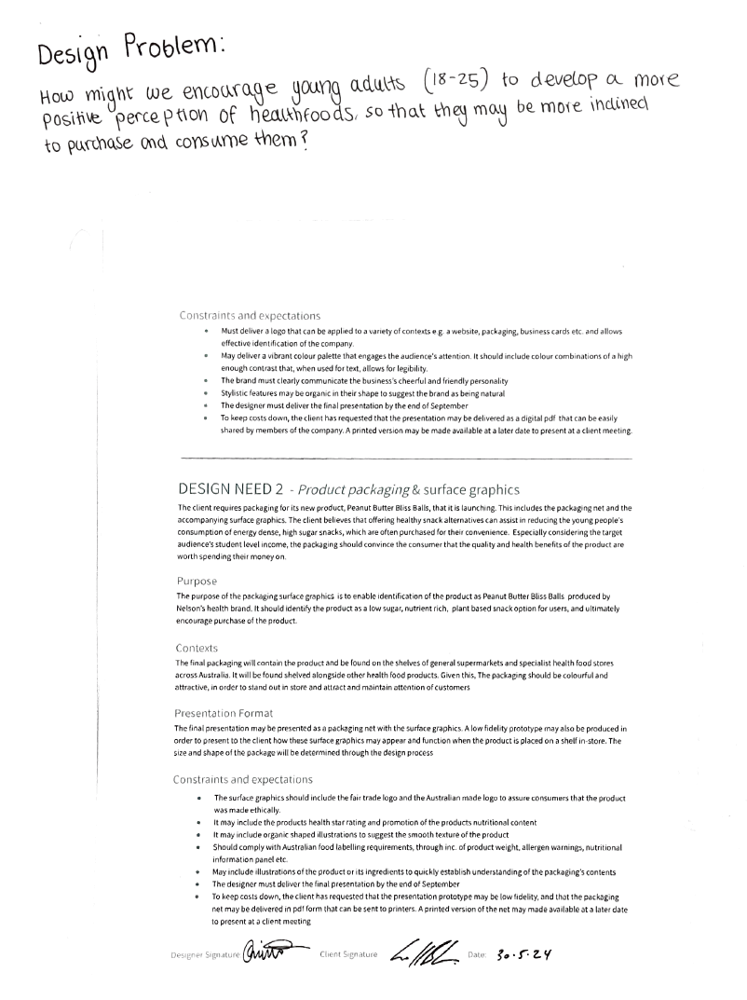 Design Problem:
How might we encourage young adults (18-25) to develop a more
positive perception of healthfoods, so that they may be more inclined
to purchase and consume them?
Constraints and expectations
• Must deliver a logo that can be applied to a variety of contexts e.g. a website, packaging, business cards etc. and allows
effective identification of the company.
• May deliver a vibrant colour palette that engages the audience's attention. It should include colour combinations of a high
enough contrast that, when used for text, allows for legibility.
• The brand must clearly communicate the business's cheerful and friendly personality
• Stylistic features may be organic in their shape to suggest the brand as being natural
• The designer must deliver the final presentation by the end of September
• To keep costs down, the client has requested that the presentation may be delivered as a digital pdf that can be easily
shared by members of the company. A printed version may be made available at a later date to present at a client meeting.
DESIGN NEED 2 - Product packaging & surface graphics
The client requires packaging for its new product, Peanut Butter Bliss Balls, that it is launching. This includes the packaging net and the
accompanying surface graphics. The client believes that offering healthy snack alternatives can assist in reducing the young people's
consumption of energy dense, high sugar snacks, which are often purchased for their convenience. Especially considering the target
audience's student level income, the packaging should convince the consumer that the quality and health benefits of the product are
worth spending their money on.
Purpose
The purpose of the packaging surface graphics is to enable identification of the product as Peanut Butter Bliss Balls produced by
Nelson's health brand. It should identify the product as a low sugar, nutrient rich, plant based snack option for users, and ultimately
encourage purchase of the product.
Contexts
The final packaging will contain the product and be found on the shelves of general supermarkets and specialist health food stores
across Australia. It will be found shelved alongside other health food products. Given this, The packaging should be colourful and
attractive, in order to stand out in store and attract and maintain attention of customers
Presentation Format
The final presentation may be presented as a packaging net with the surface graphics. A low fidelity prototype may also be produced in
order to present to the client how these surface graphics may appear and function when the product is placed on a shelf in-store. The
size and shape of the package will be determined through the design process
Constraints and expectations
• The surface graphics should include the fair trade logo and the Australian made logo to assure consumers that the product
was made ethically.
• It may include the products health star rating and promotion of the products nutritional content
• It may include organic shaped illustrations to suggest the smooth texture of the product
• Should comply with Australian food labelling requirements, through inc. of product weight, allergen warnings, nutritional
information panel etc.
• May include illustrations of the product or its ingredients to quickly establish understanding of the packaging's contents
• The designer must deliver the final presentation by the end of September
• To keep costs down, the client has requested that the presentation prototype may be low fidelity, and that the packaging
net may be delivered in pdf form that can be sent to printers. A printed version of the net may made available at a later date
to present at a client meeting
Designer Signature Client Signature: Date: 30.5.24